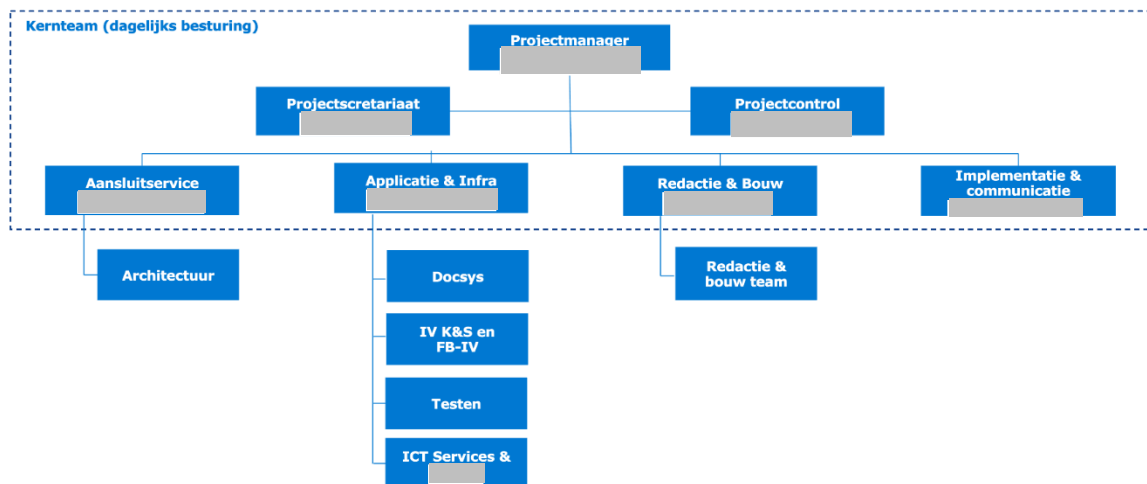 Kernteam (dagelijks besturing)
Projectmanager
Projectscretariaat
Projectcontrol
Aansluitservice
Applicatie & Infra
Redactie & Bouw
Implementatie &
communicatie
Architectuur
Docsys
Redactie &
bouw team
IV K&S en
FB-IV
Testen
ICT Services &